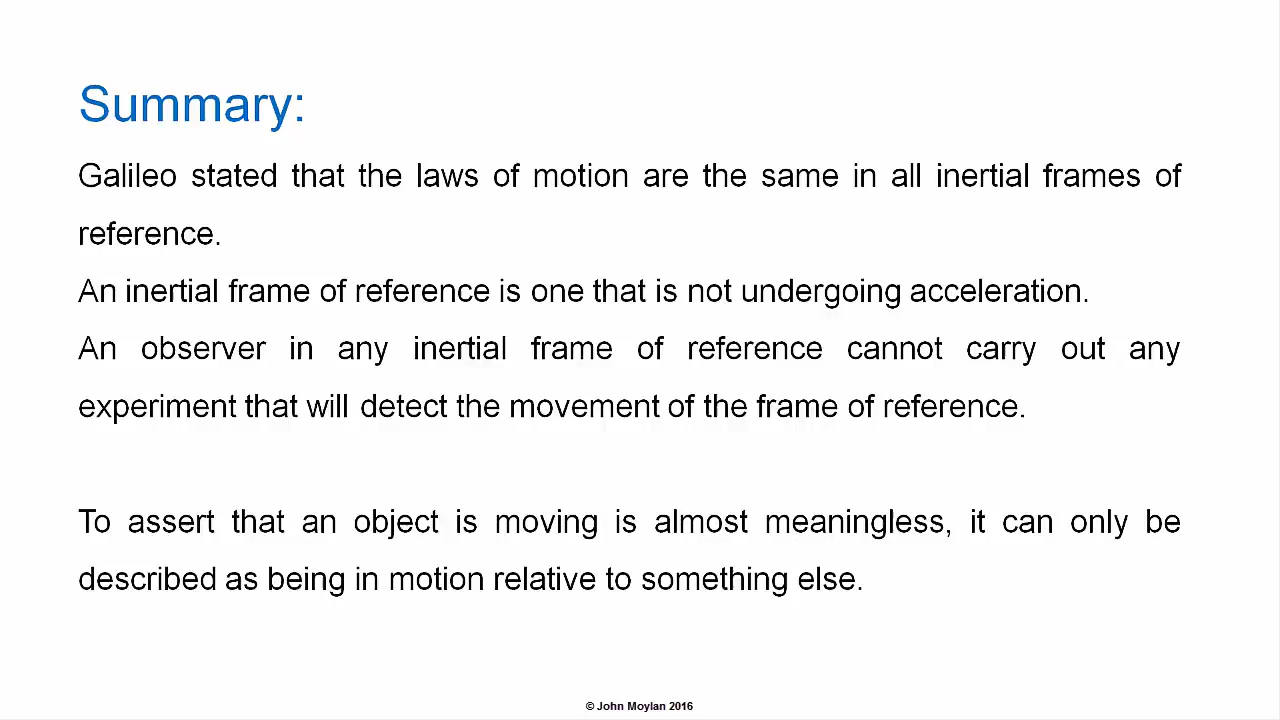 Summary:
Galileo stated that the laws of motion are the same in all inertial frames of
reference.
An inertial frame of reference is one that is not undergoing acceleration.
An observer in any inertial frame of reference cannot carry out any
experiment that will detect the movement of the frame of reference.
To assert that an object is moving is almost meaningless, it can only be
described as being in motion relative to something else.
© John Moylan 2016